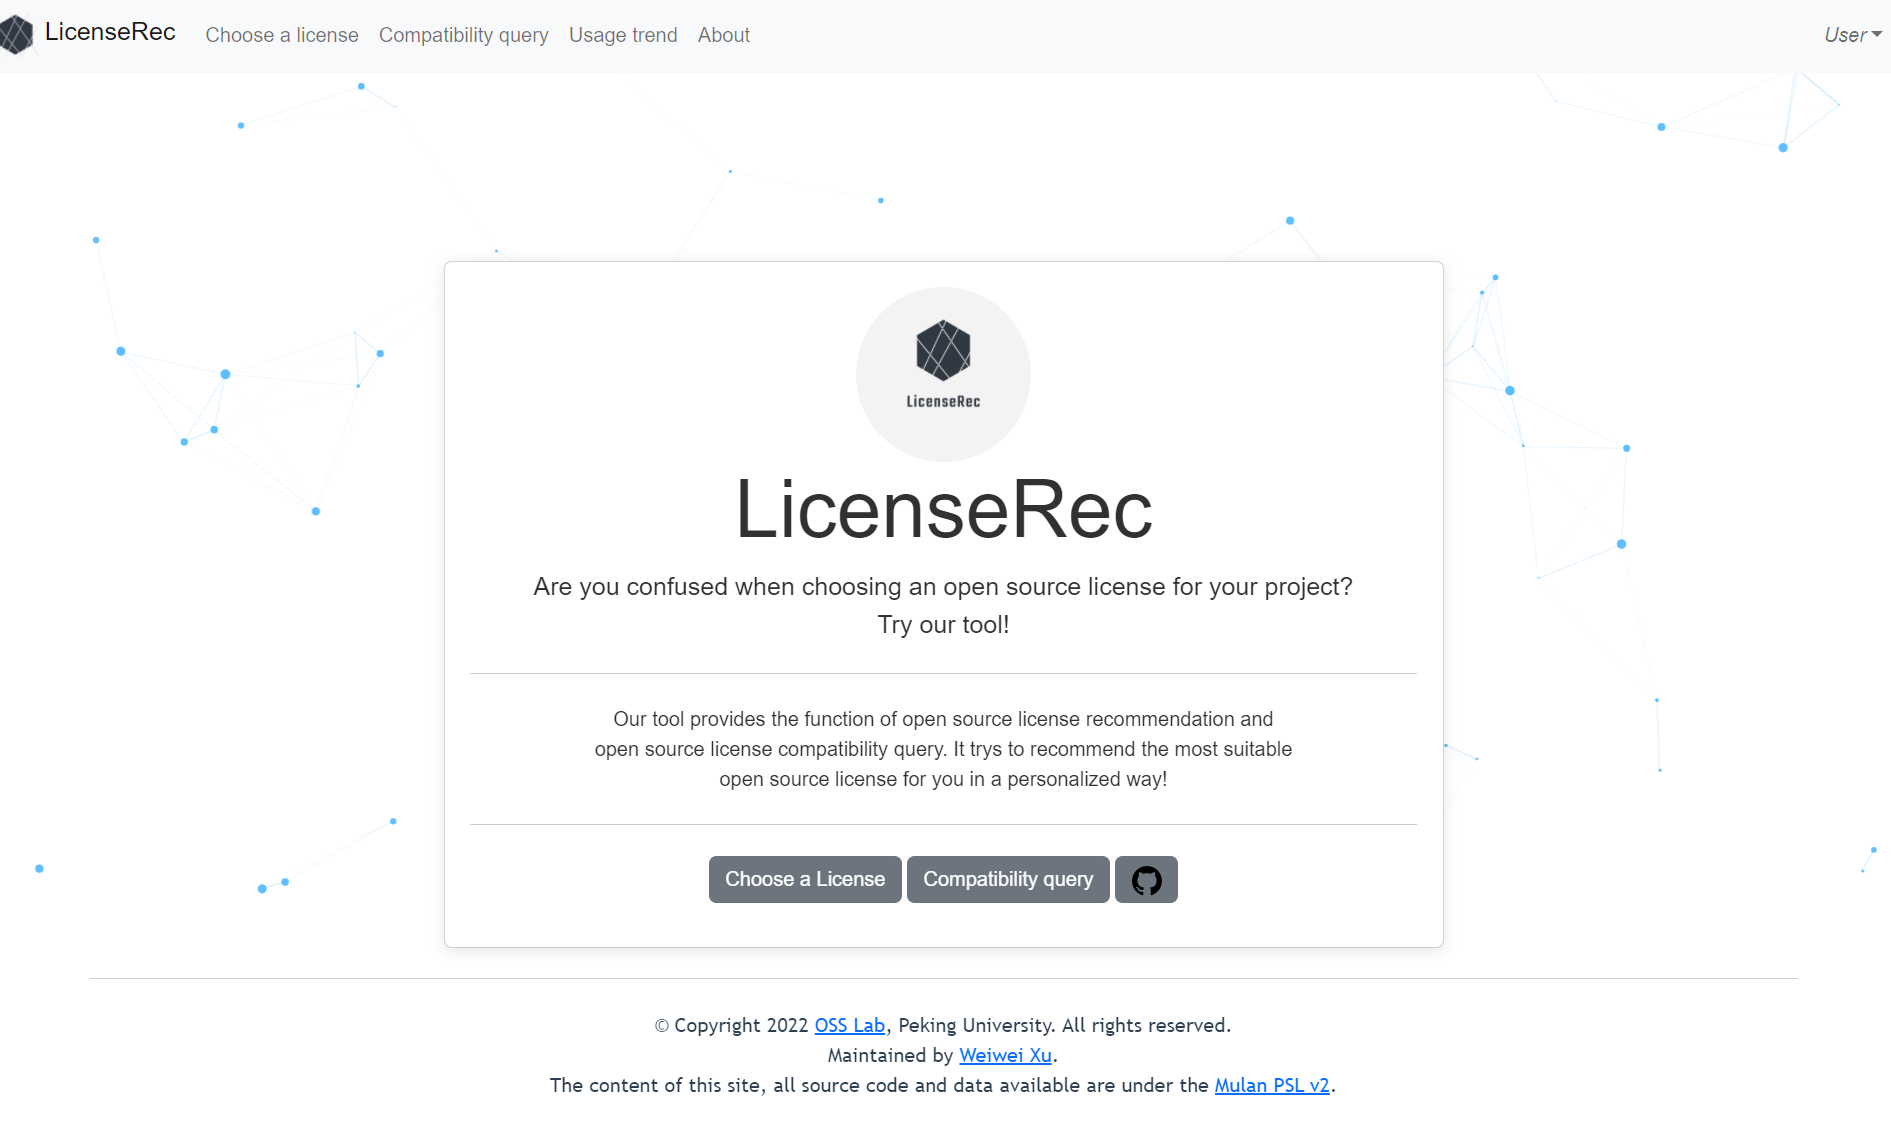 LicenseRec Choose a license Compatibility query Usage trend About User
LicenseRec
LicenseRec
Are you confused when choosing an open source license for your project?
Try our tool!
Our tool provides the function of open source license recommendation and
open source license compatibility query. It trys to recommend the most suitable
open source license for you in a personalized way!
Choose a License Compatibility query
© Copyright 2022 OSS Lab, Peking University. All rights reserved.
Maintained by Weiwei Xu.
The content of this site, all source code and data available are under the Mulan PSL v2.